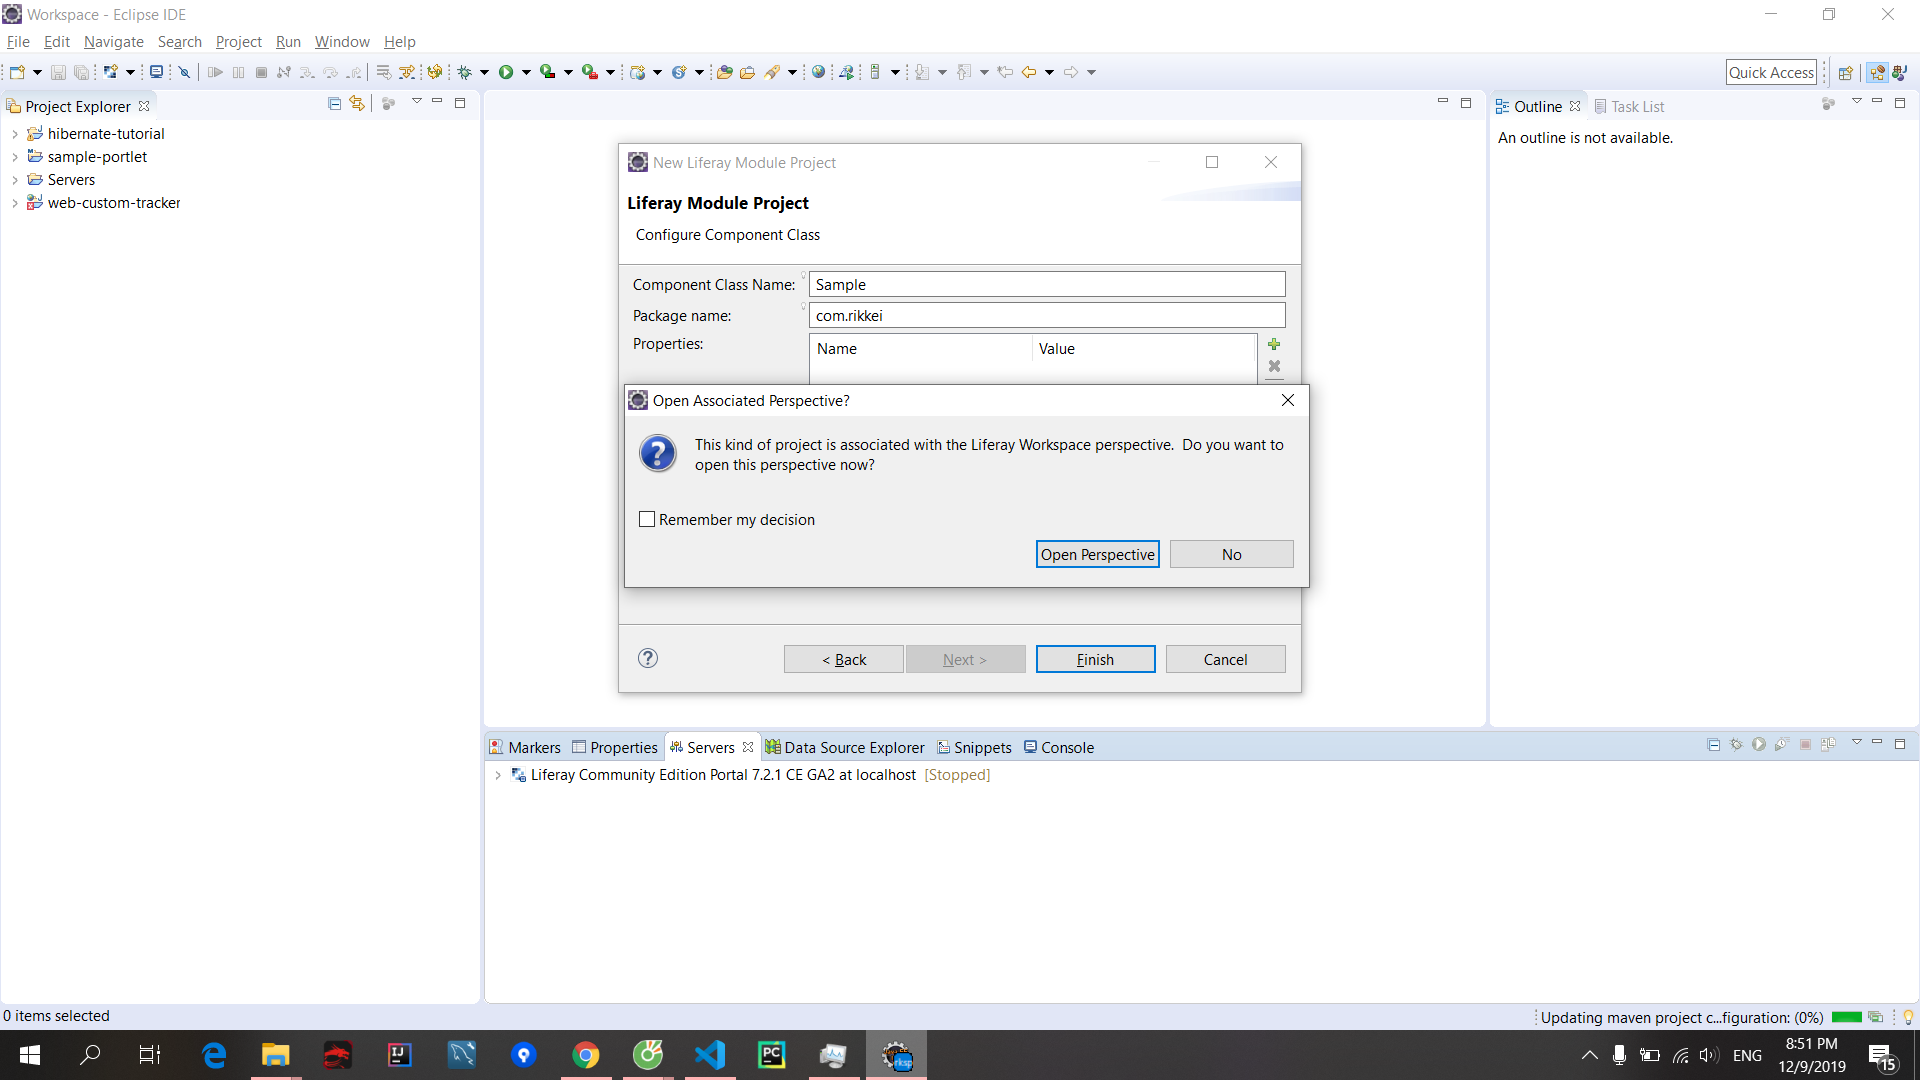 Workspace - Eclipse IDE
File Edit Navigate Search Project Run Window Help
Quick Access
Project Explorer
hibernate-tutorial
sample-portlet
Servers
web-custom-tracker
Outline Task List
An outline is not available.
New Liferay Module Project
Liferay Module Project
Configure Component Class
Component Class Name: Sample
Package name: com.rikkei
Properties: Name Value
Open Associated Perspective?
This kind of project is associated with the Liferay Workspace perspective. Do you want to
open this perspective now?
Remember my decision
Open Perspective No
< Back Next > Finish Cancel
Markers Properties Servers Data Source Explorer Snippets Console
Liferay Community Edition Portal 7.2.1 CE GA2 at localhost [Stopped]
0 items selected
Updating maven project c...figuration: (0%)
ENG
8:51 PM
12/9/2019
15